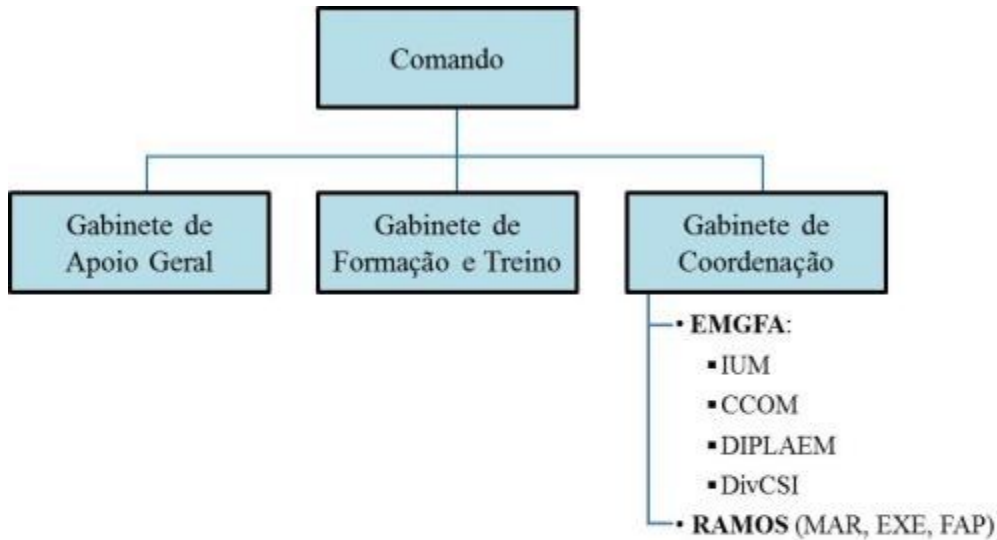 Comando
Gabinete de
Apoio Geral
Gabinete de
Formação e Treino
Gabinete de
Coordenação
• EMGFA:
▪ IUM
▪ CCOM
▪ DIPLAEM
▪ DivCSI
• RAMOS (MAR, EXE, FAP)